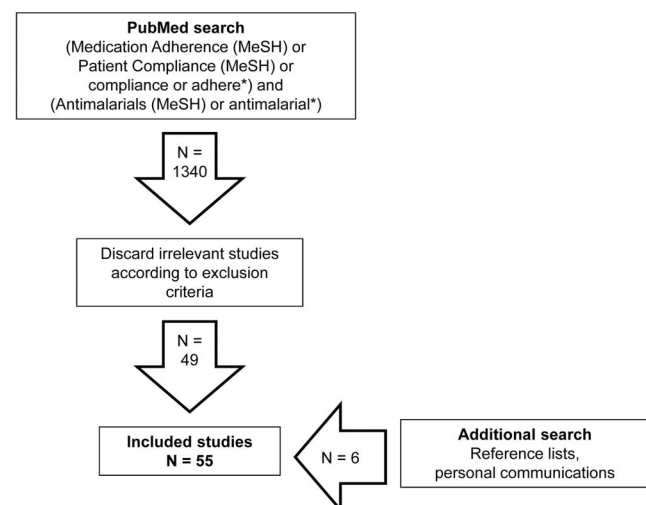 PubMed search
(Medication Adherence (MeSH) or
Patient Compliance (MeSH) or
compliance or adhere*) and
(Antimalarials (MeSH) or antimalarial*)
N =
1340
Discard irrelevant studies
according to exclusion
criteria
N =
49
Included studies
N = 55
N = 6
Additional search
Reference lists,
personal communications